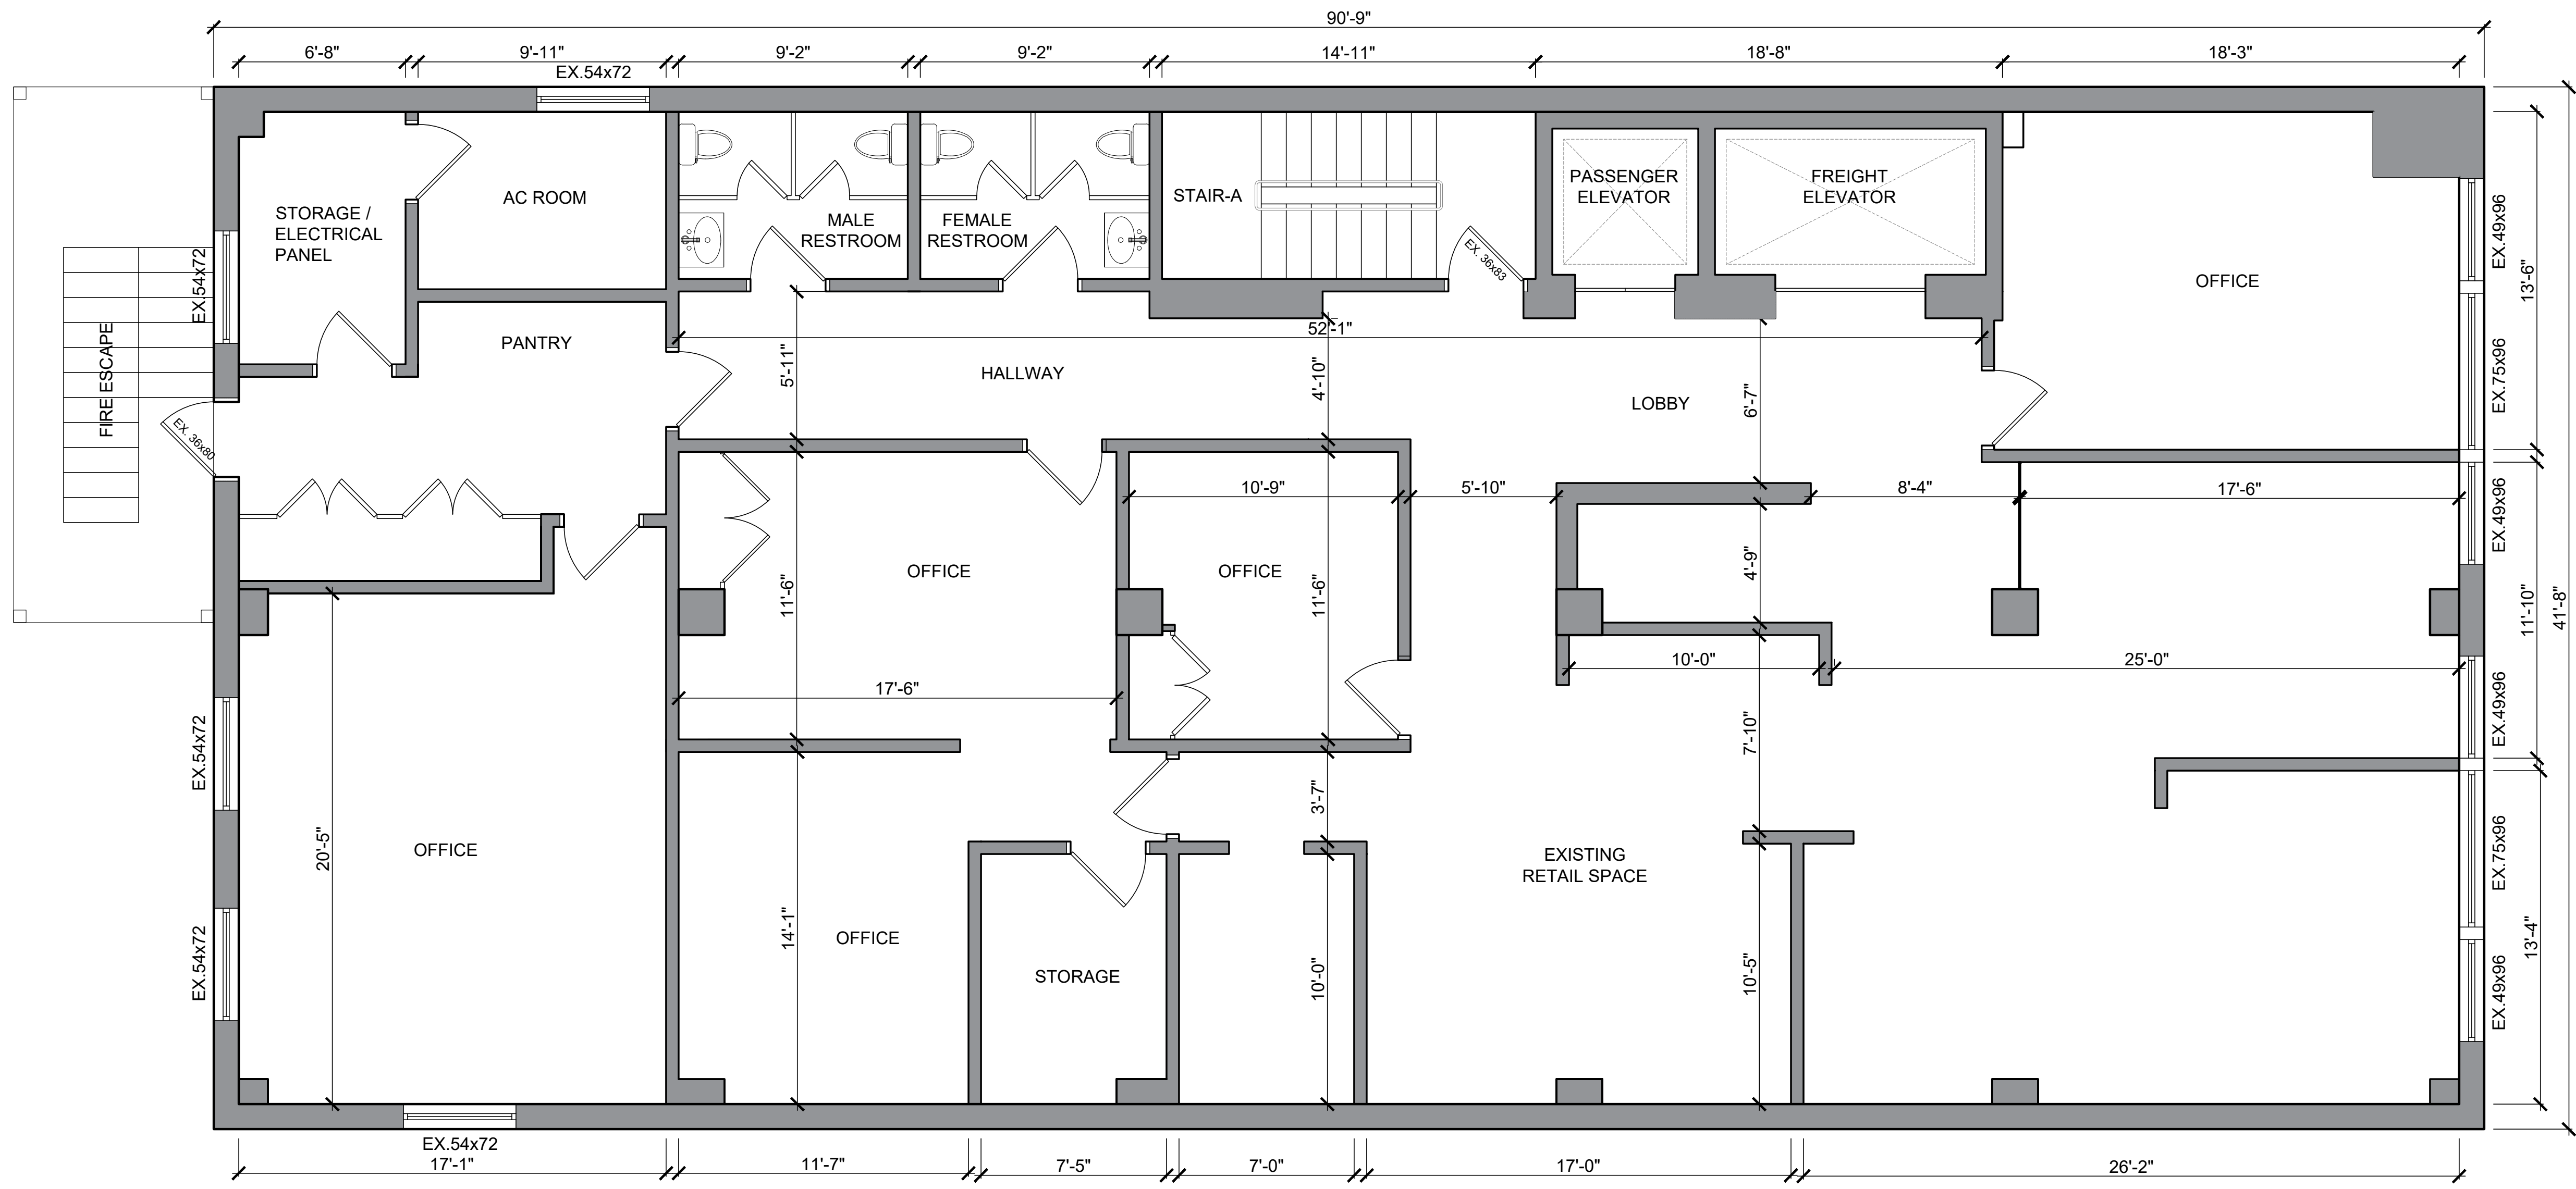 90'-9"
6'-8"
9'-11"
9'-2"
9'-2"
14'-11"
18'-8"
18'-3"
EX.54x72
STORAGE /
ELECTRICAL
PANEL
AC ROOM
MALE
RESTROOM
FEMALE
RESTROOM
STAIR-A
EX. 36x83
PASSENGER
ELEVATOR
FREIGHT
ELEVATOR
OFFICE
EX.49x96
13'-6"
EX.54x72
FIRE ESCAPE
PANTRY
52'-1"
5'-11"
HALLWAY
4'-10"
LOBBY
6'-7"
EX.75x96
EX. 36x80
10'-9"
5'-10"
8'-4"
17'-6"
EX.49x96
OFFICE
OFFICE
11'-6"
11'-6"
4'-9"
11'-10"
41'-8"
10'-0"
25'-0"
17'-6"
EX.54x72
7'-10"
EX.49x96
3'-7"
20'-5"
OFFICE
EXISTING
RETAIL SPACE
EX.75x96
14'-1"
OFFICE
STORAGE
10'-0"
10'-5"
13'-4"
EX.54x72
EX.49x96
EX.54x72
17'-1"
11'-7"
7'-5"
7'-0"
17'-0"
26'-2"